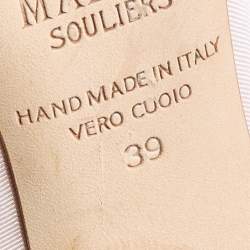 SOULIERS
HAND MADE IN ITALY
VERO CUOIO
39